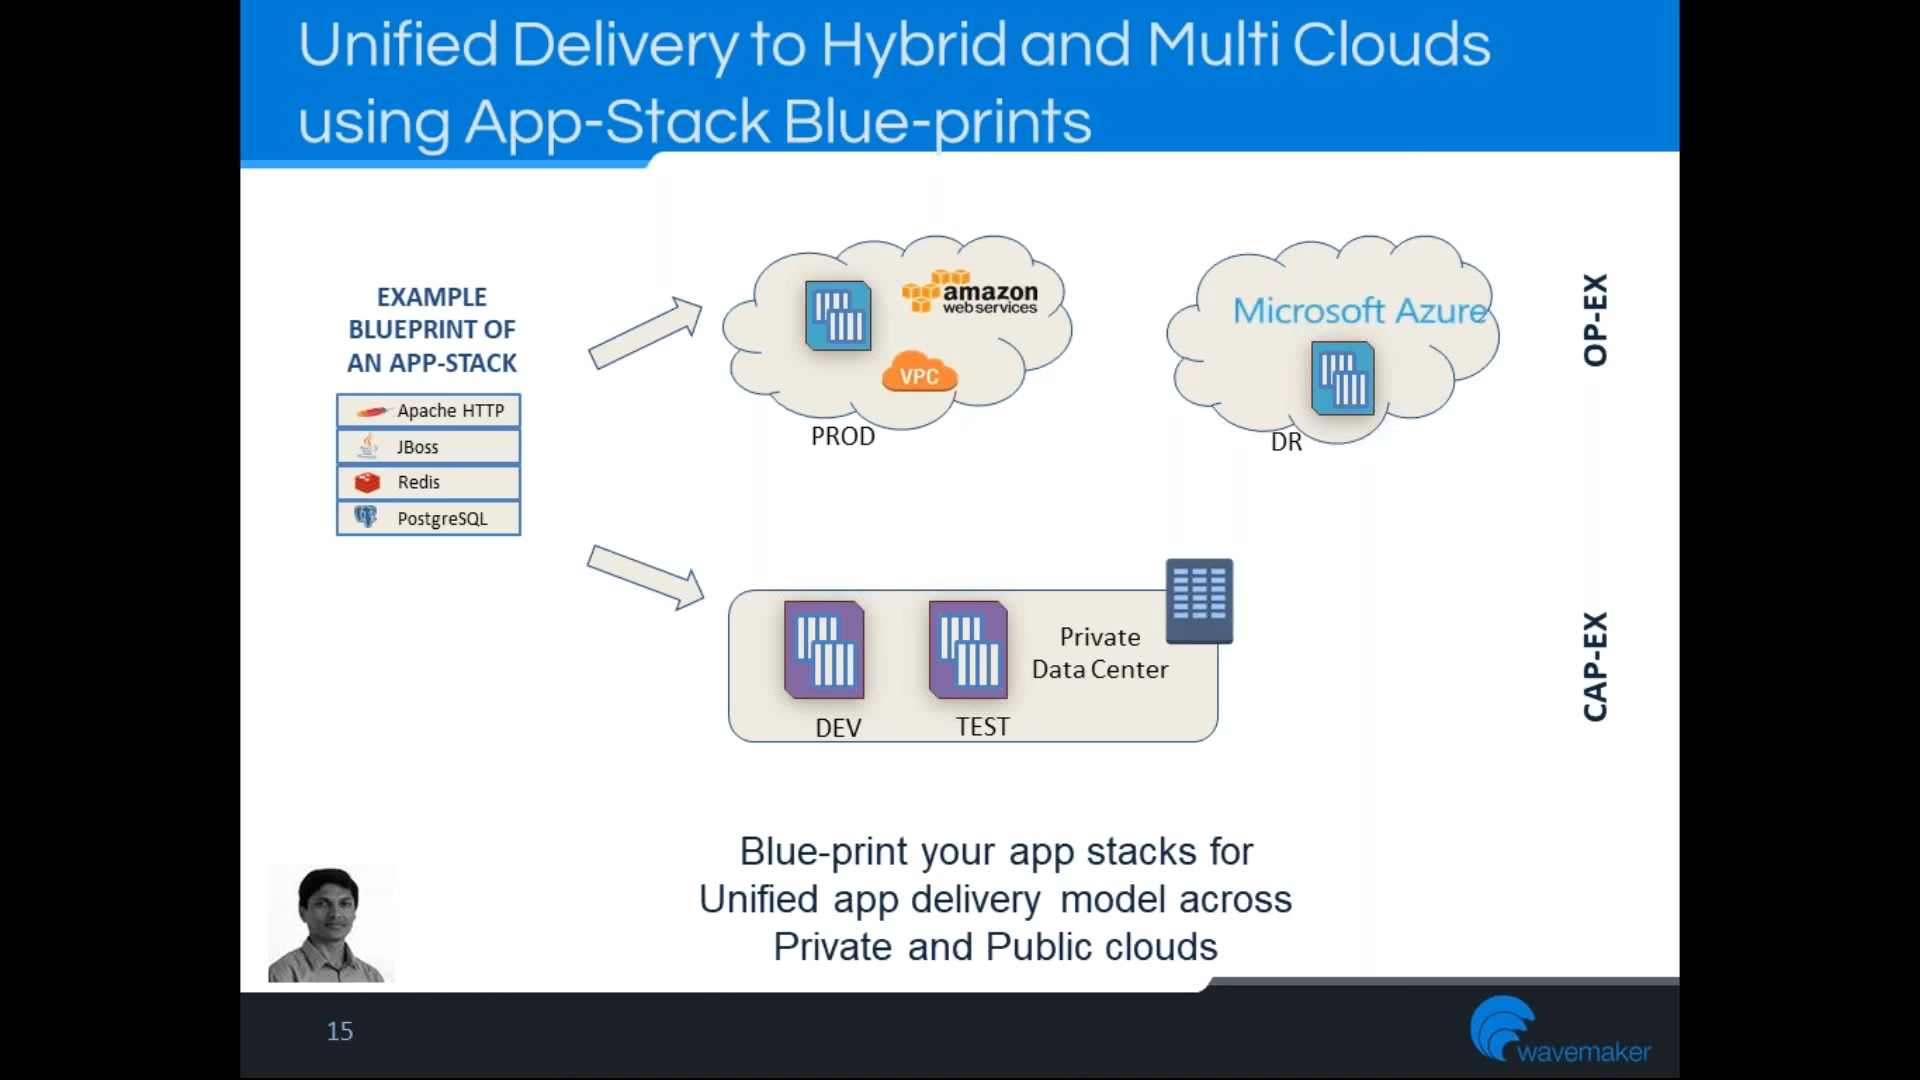 Unified Delivery to Hybrid and Multi Clouds
using App-Stack Blue-prints
EXAMPLE
BLUEPRINT OF
AN APP-STACK
Apache HTTP
JBoss
Redis
PostgreSQL
amazon
webservices
VPC
PROD
Microsoft Azure
DR
OP-EX
Private
Data Center
DEV
TEST
CAP-EX
Blue-print your app stacks for
Unified app delivery model across
Private and Public clouds
15
wavemaker